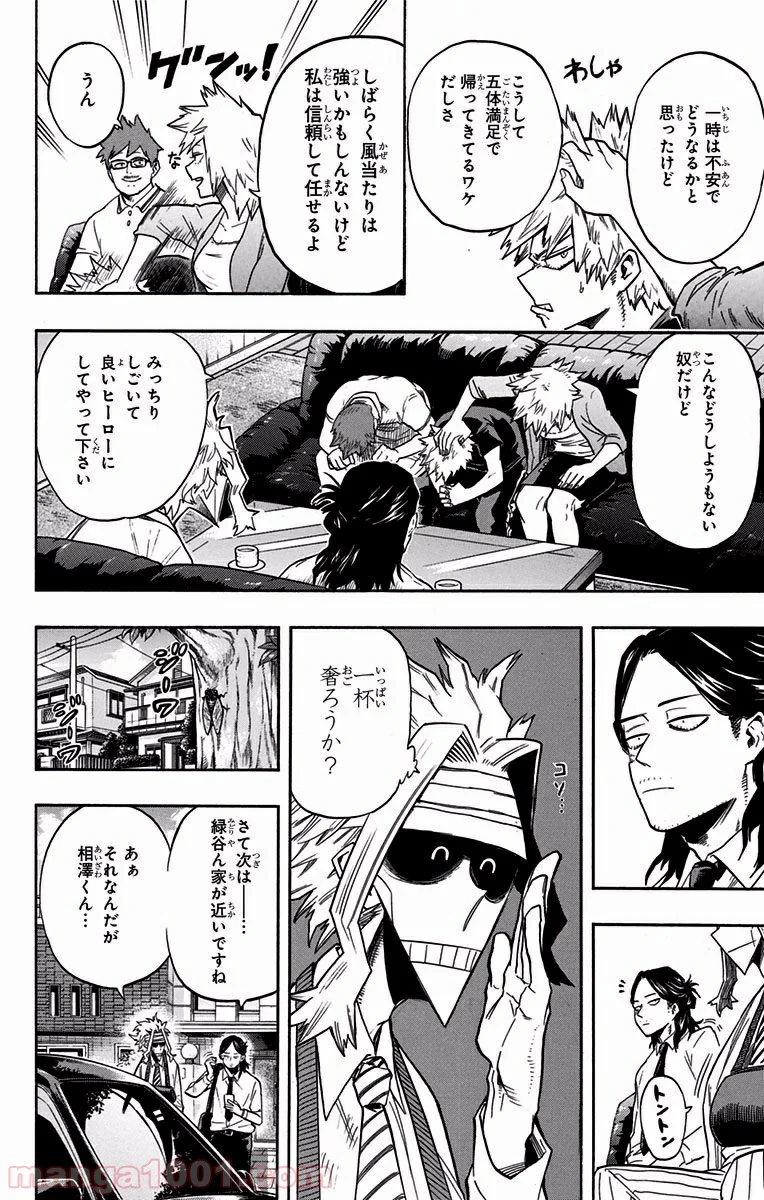 一時は不安で
どうなるかと
思ったけど
わしゃ
こうして
五体満足で
帰ってきてるワケ
だしさ
しばらく風当たりは
強いかもしんないけど
私は信頼して任せるよ
グンッ!
な
うん
こんなどうしようもない
奴だけど
みっちり
しごいて
良いヒーローに
してやって下さい
トントン
コソ…
一杯
奢ろうか?
ジーワ
ジーワ
さて次は――…
緑谷ん家が近いですね
あぁ
それなんだが
相澤くん…
manga1001.com